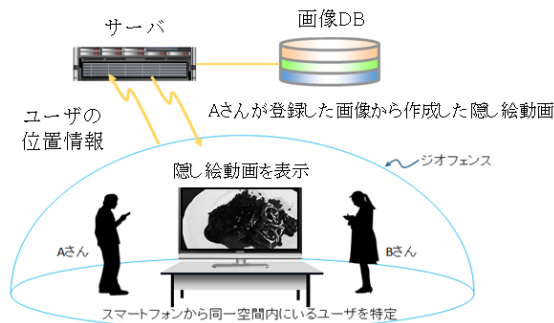 サーバ
画像DB
ユーザの
位置情報
Aさんが登録した画像から作成した隠し絵動画
ジオフェンス
隠し絵動画を表示
Aさん
Bさん
スマートフォンから同一空間内にいるユーザを特定